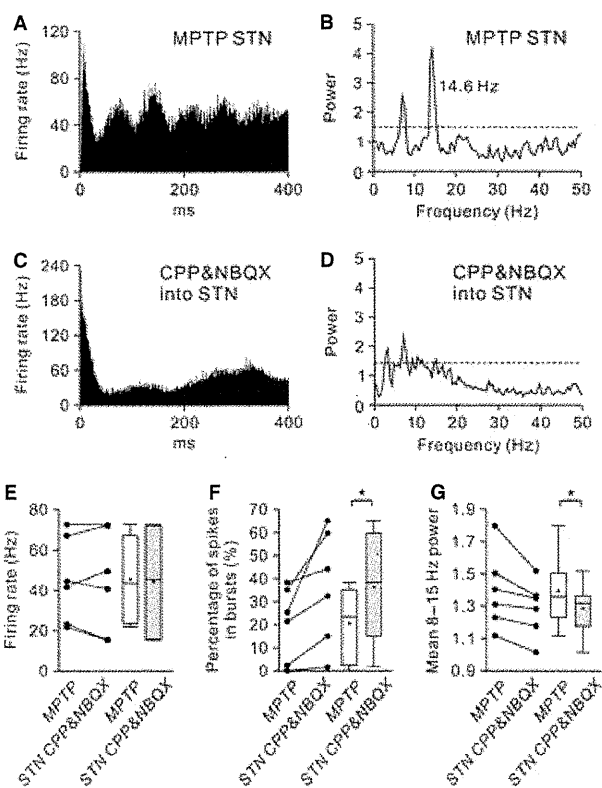 A
MPTP STN
Firing rate (Hz)
120
80
40
0
0
200
400
ms
B
MPTP STN
14.6 Hz
Power
5
4
3
2
1
0
0
10
20
30
40
50
Frequency (Hz)
C
CPP&NBQX
into STN
Firing rate (Hz)
240
180
120
60
0
0
200
400
ms
D
CPP&NBQX
into STN
Power
5
4
3
2
1
0
0
10
20
30
40
50
Frequency (Hz)
E
Firing rate (Hz)
80
60
40
20
0
MPTP
STN CPP&NBQX
MPTP
STN CPP&NBQX
F
Percentage of spikes
in bursts (%)
70
60
50
40
30
20
10
0
*
MPTP
STN CPP&NBQX
MPTP
STN CPP&NBQX
G
Mean 8–15 Hz power
1.9
1.7
1.5
1.3
1.1
0.9
*
MPTP
STN CPP&NBQX
MPTP
STN CPP&NBQX